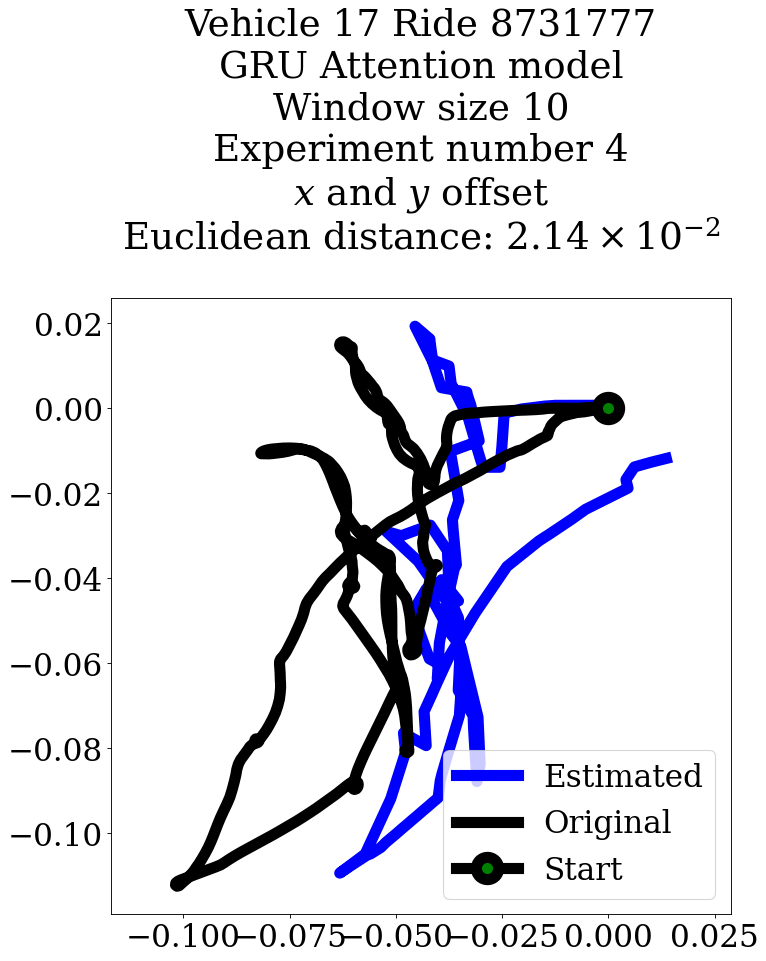 Vehicle 17 Ride 8731777
GRU Attention model
Window size 10
Experiment number 4
x and y offset
Euclidean distance: 2.14 × 10⁻²
0.02
0.00
−0.02
−0.04
−0.06
−0.08
−0.10
Estimated
Original
Start
−0.100 −0.075 −0.050 −0.025 0.000 0.025